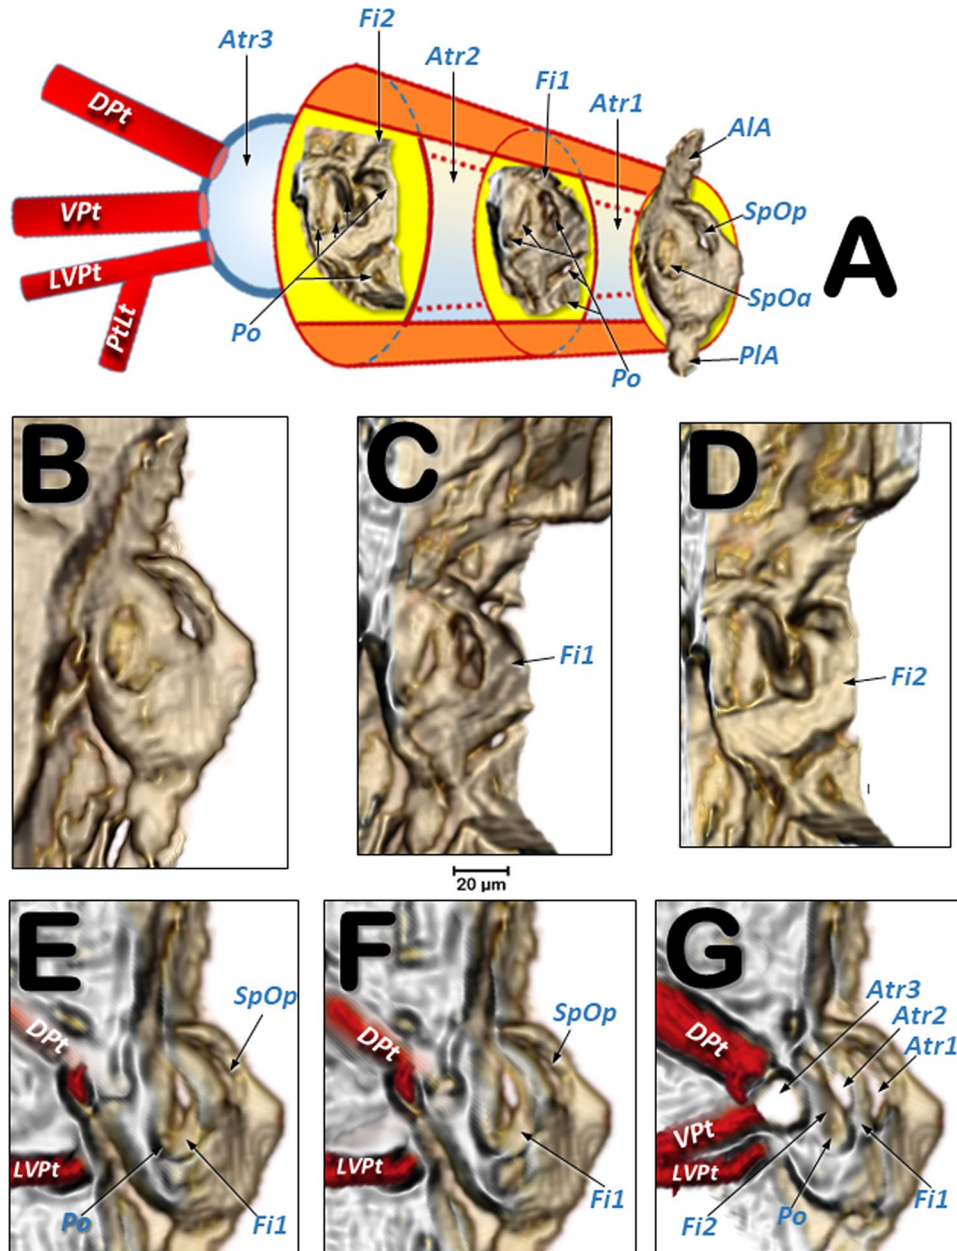 Fi2
Atr3
Atr2
Fi1
Atr1
AlA
DPt
SpOp
A
VPt
LVPt
SpOa
PtLt
Po
PlA
Po
B
C
D
Fi1
Fi2
20 µm
E
F
G
SpOp
SpOp
Atr3
Atr2
Atr1
DPt
DPt
DPt
VPt
LVPt
LVPt
LVPt
Po
Fi1
Fi1
Fi2
Po
Fi1